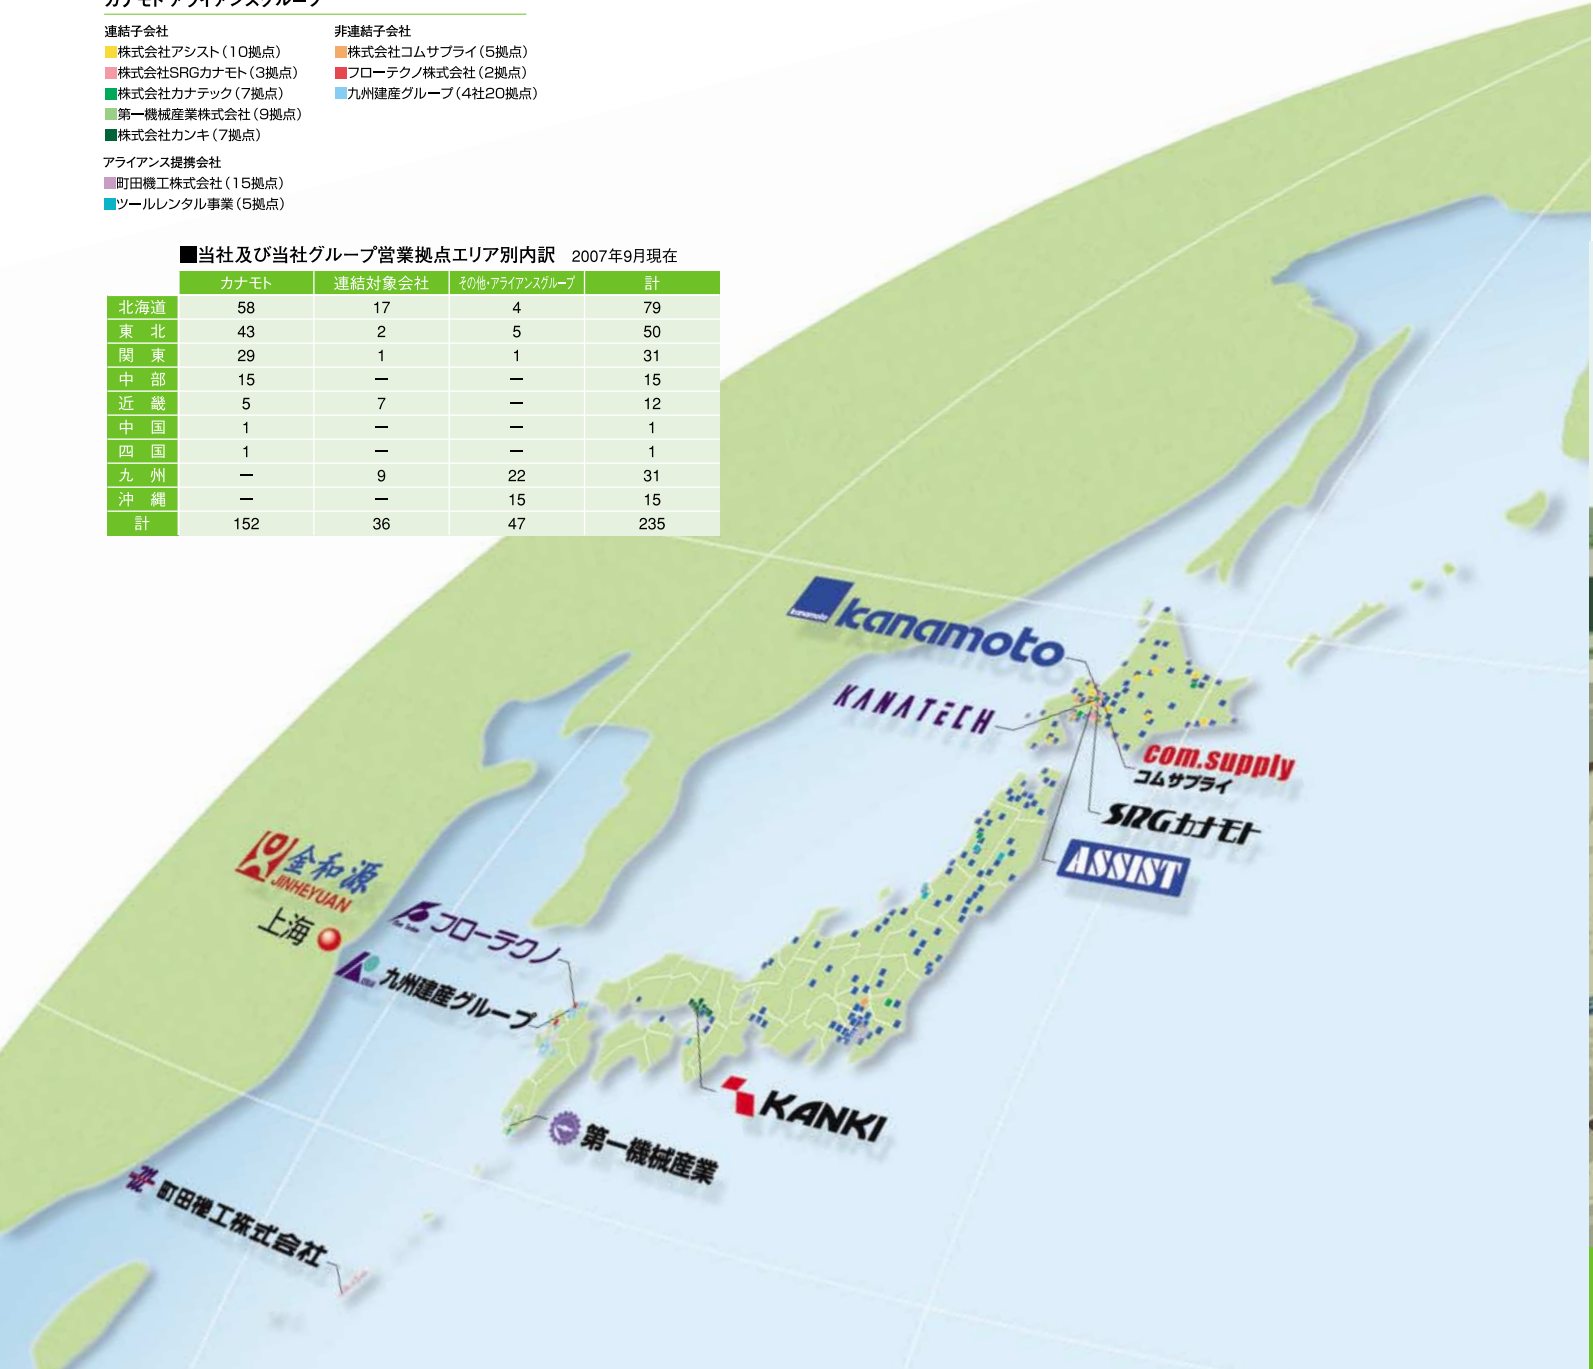 カナモトアライアンスグループ
連結子会社
■株式会社アシスト（10拠点）
■株式会社SRGカナモト（3拠点）
■株式会社カナテック（7拠点）
■第一機械産業株式会社（9拠点）
■株式会社カンキ（7拠点）
非連結子会社
■株式会社コムサプライ（5拠点）
■フローテクノ株式会社（2拠点）
■九州建産グループ（4社20拠点）
アライアンス提携会社
■町田機工株式会社（15拠点）
■ツールレンタル事業（5拠点）
■当社及び当社グループ営業拠点エリア別内訳 2007年9月現在
カナモト 連結対象会社 その他・アライアンスグループ 計
北海道 58 17 4 79
東 北 43 2 5 50
関 東 29 1 1 31
中 部 15 ー ー 15
近 畿 5 7 ー 12
中 国 1 ー ー 1
四 国 1 ー ー 1
九 州 ー 9 22 31
沖 縄 ー ー 15 15
計 152 36 47 235
kanamoto
kanamoto
KANATECH
com.supply
コムサプライ
SRGカナモト
ASSIST
金和源
JINHEYUAN
上海
フローテクノ
九州建産グループ
KANKI
第一機械産業
町田機工株式会社